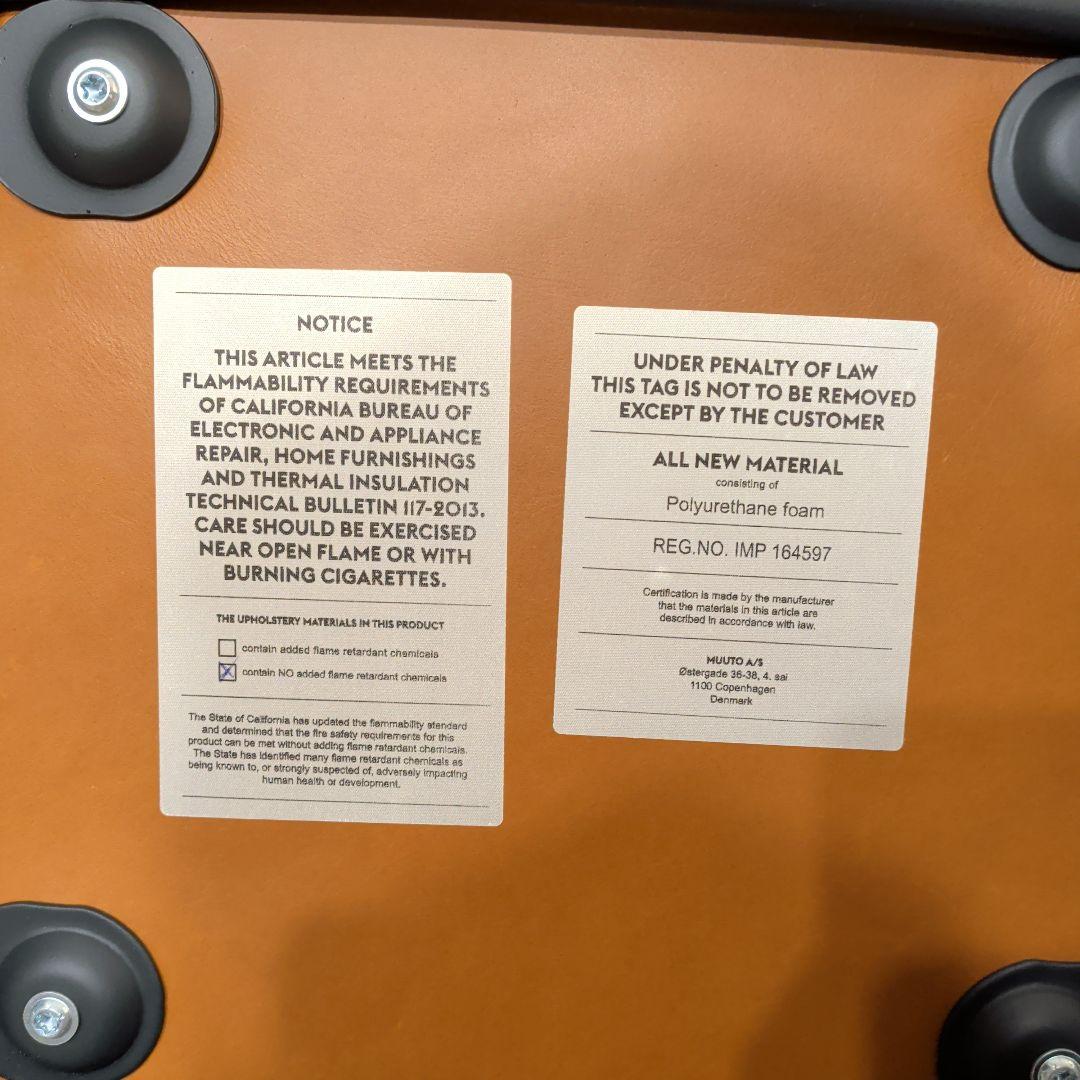 NOTICE
THIS ARTICLE MEETS THE
FLAMMABILITY REQUIREMENTS
OF CALIFORNIA BUREAU OF
ELECTRONIC AND APPLIANCE
REPAIR, HOME FURNISHINGS
AND THERMAL INSULATION
TECHNICAL BULLETIN 117-2013.
CARE SHOULD BE EXERCISED
NEAR OPEN FLAME OR WITH
BURNING CIGARETTES.
THE UPHOLSTERY MATERIALS IN THIS PRODUCT
contain added flame retardant chemicals
contain NO added flame retardant chemicals
The State of California has updated the flammability standard
and determined that the fire safety requirements for this
product can be met without adding flame retardant chemicals.
The State has identified many flame retardant chemicals as
being known to, or strongly suspected of, adversely impacting
human health or development.
UNDER PENALTY OF LAW
THIS TAG IS NOT TO BE REMOVED
EXCEPT BY THE CUSTOMER
ALL NEW MATERIAL
consisting of
Polyurethane foam
REG.NO. IMP 164597
Certification is made by the manufacturer
that the materials in this article are
described in accordance with law.
MUUTO A/S
Østergade 36-38, 4. sal
1100 Copenhagen
Denmark